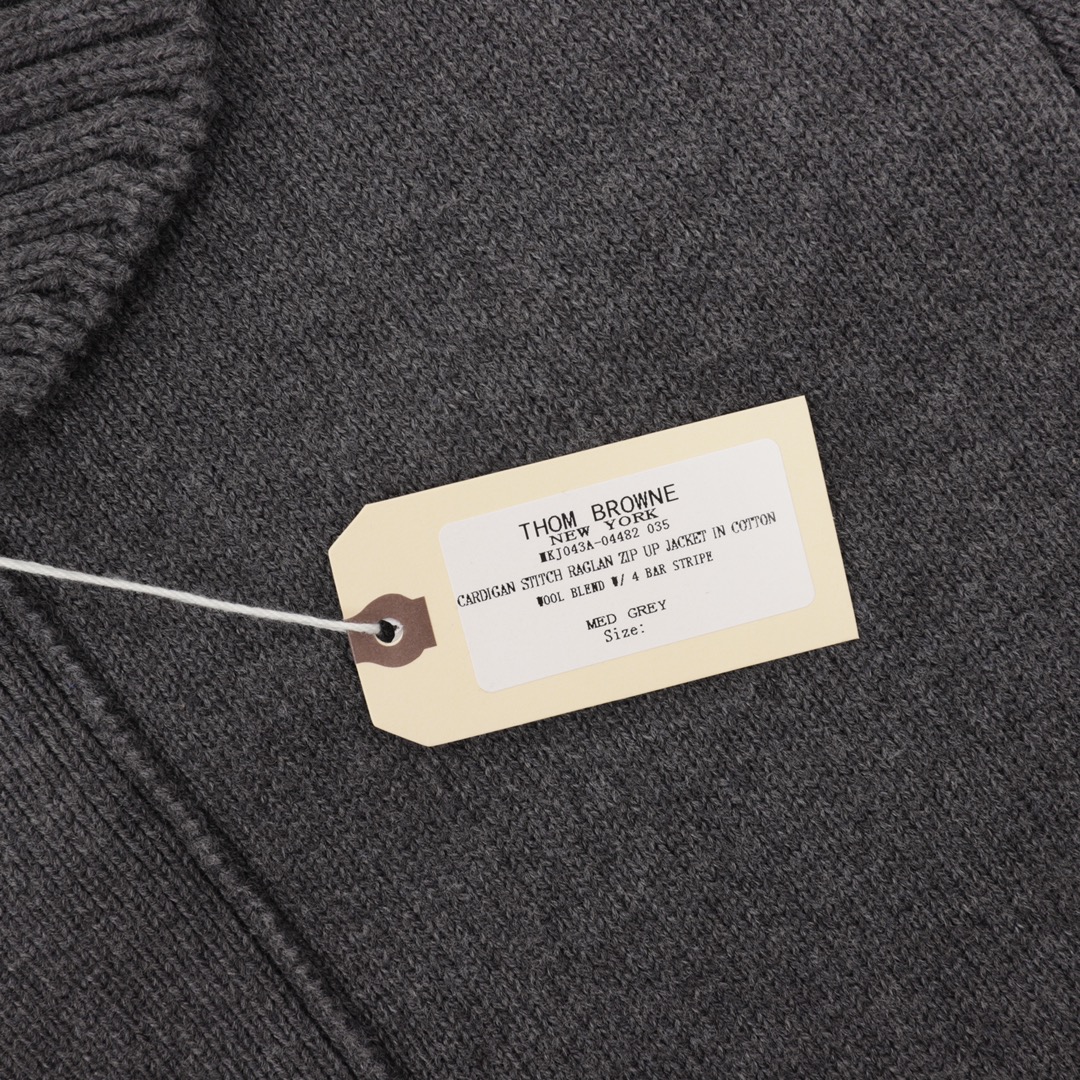 THOM BROWNE
NEW YORK
MKJ043A-04482 035
CARDIGAN STITCH RAGLAN ZIP UP JACKET IN COTTON
WOOL BLEND W/ 4 BAR STRIPE
MED GREY
Size: